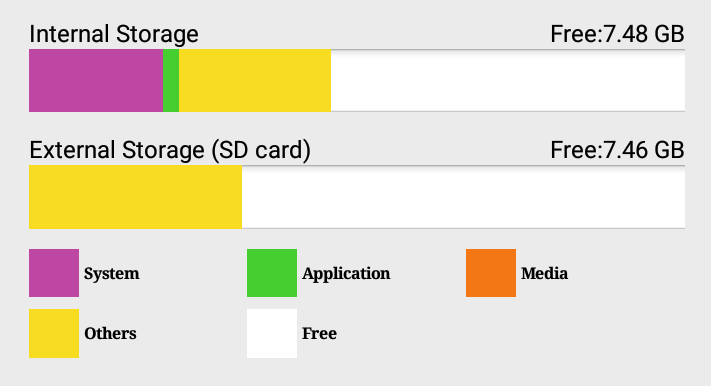 Internal Storage Free:7.48 GB
External Storage (SD card) Free:7.46 GB
System Application Media
Others Free